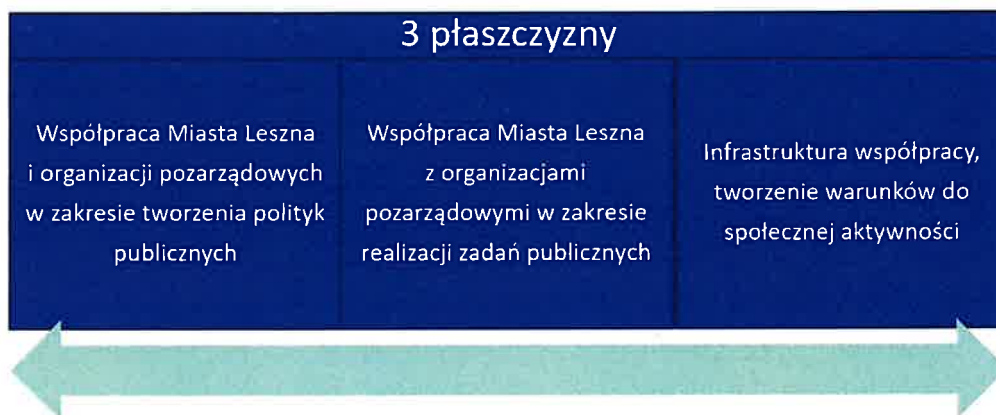 3 płaszczyzny
Współpraca Miasta Leszna
i organizacji pozarządowych
w zakresie tworzenia polityk
publicznych
Współpraca Miasta Leszna
z organizacjami
pozarządowymi w zakresie
realizacji zadań publicznych
Infrastruktura współpracy,
tworzenie warunków do
społecznej aktywności